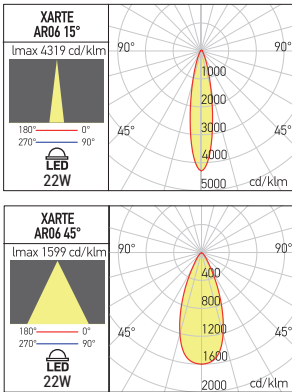 XARTE
AR06 15°
Imax 4319 cd/klm
180° 0°
270° 90°
LED
22W
90° 90°
1000
2000
3000
45° 45°
4000
5000 cd/klm
XARTE
AR06 45°
Imax 1599 cd/klm
180° 0°
270° 90°
LED
22W
90° 90°
400
800
1200
45° 45°
1600
2000 cd/klm